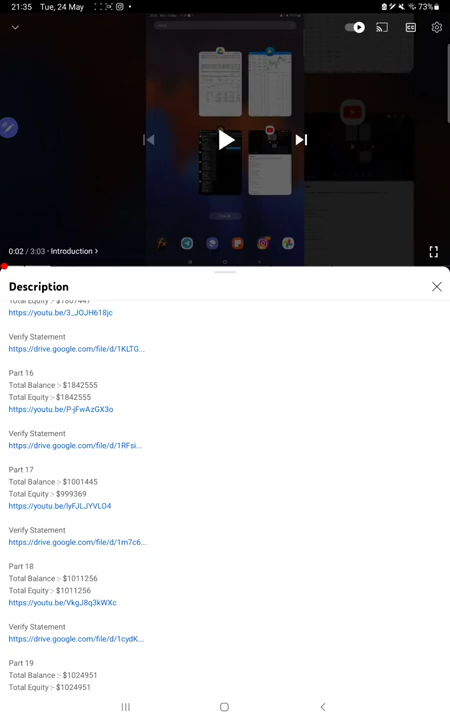 21:35 Tue, 24 May
73%
CC
0:02 / 3:03 · Introduction >
Description
Total Equity :- $1807447
https://youtu.be/3_JOJH618jc
Verify Statement
https://drive.google.com/file/d/1KLTG...
Part 16
Total Balance :- $1842555
Total Equity :- $1842555
https://youtu.be/P-jFwAzGX3o
Verify Statement
https://drive.google.com/file/d/1RFsi...
Part 17
Total Balance :- $1001445
Total Equity :- $999369
https://youtu.be/lyFJLJYVLO4
Verify Statement
https://drive.google.com/file/d/1m7c6...
Part 18
Total Balance :- $1011256
Total Equity :- $1011256
https://youtu.be/VkgJ8q3kWXc
Verify Statement
https://drive.google.com/file/d/1cydK...
Part 19
Total Balance :- $1024951
Total Equity :- $1024951